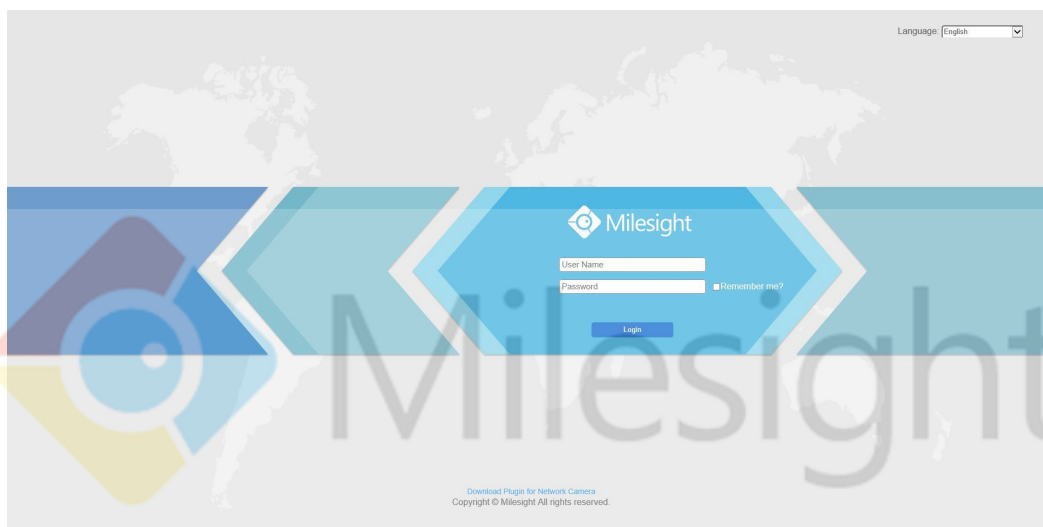 Language: English
Milesight
User Name
Password
Remember me?
Login
Milesight
Download Plugin for Network Camera
Copyright © Milesight All rights reserved.